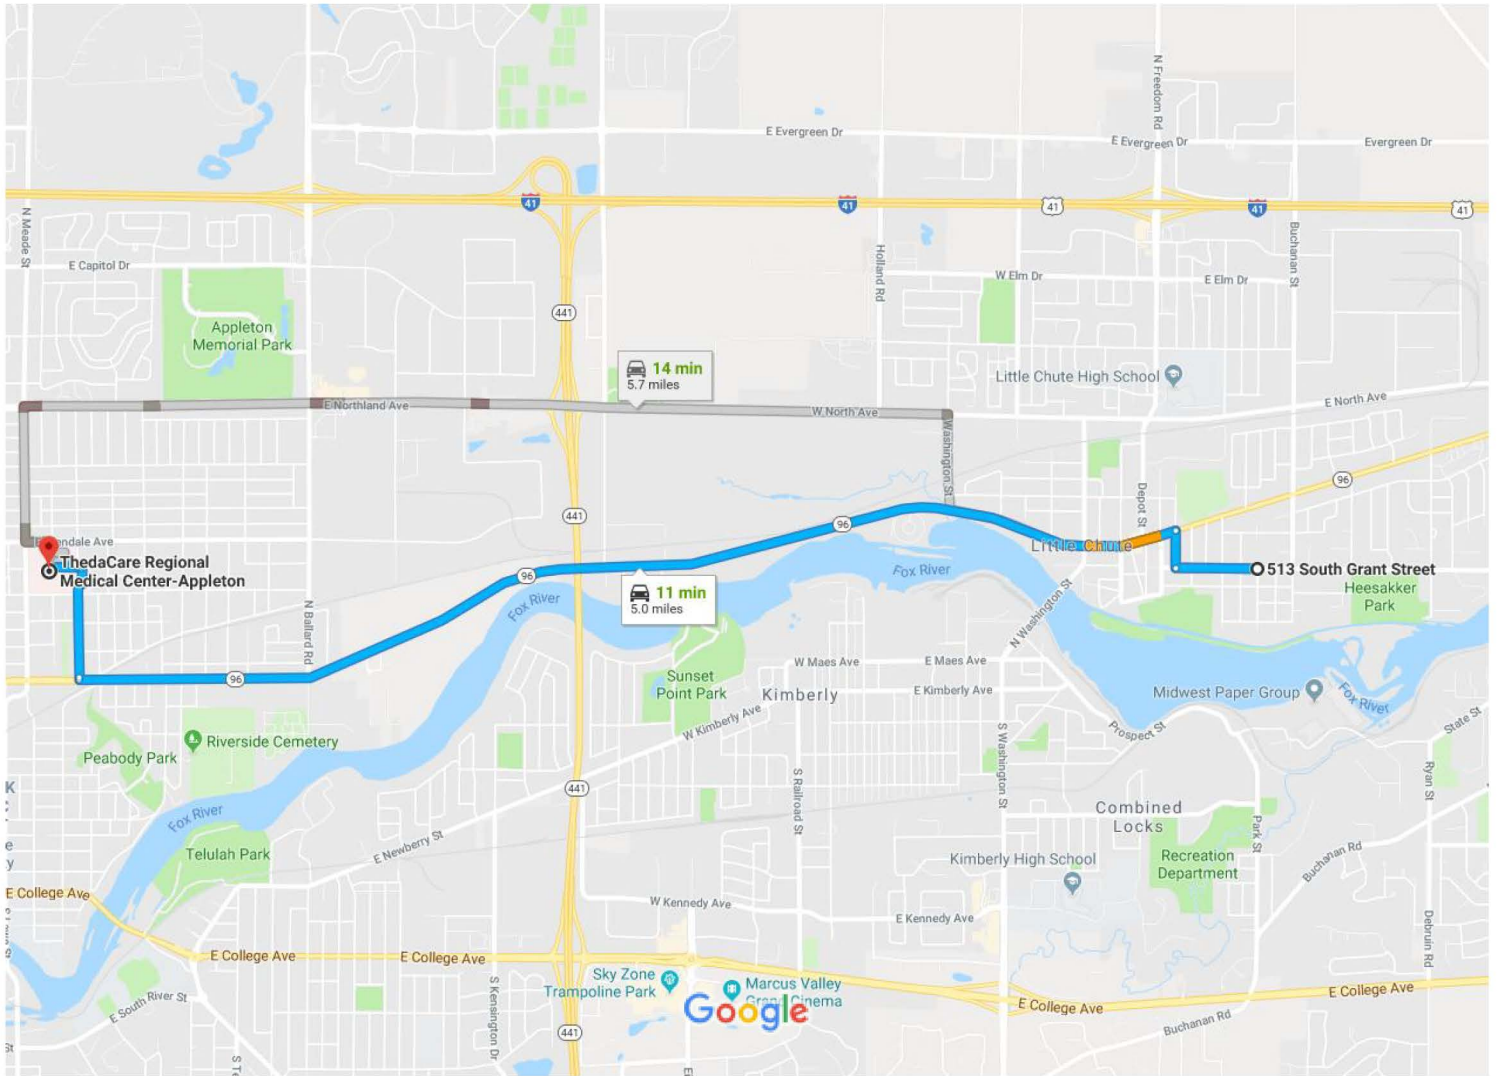 E Evergreen Dr
N Freedom Rd
E Evergreen Dr
Evergreen Dr
41
41
41
41
41
N Meade St
E Capitol Dr
Holland Rd
W Elm Dr
E Elm Dr
Buchanan St
441
Appleton
Memorial Park
14 min
5.7 miles
Little Chute High School
E Northland Ave
W North Ave
E North Ave
Washington St
96
Depot St
441
96
Little Chute
ThedaCare Regional
Medical Center-Appleton
96
Fox River
513 South Grant Street
Heesakker
Park
11 min
5.0 miles
Fox River
N Ballard Rd
N Washington St
96
Sunset
Point Park
W Maes Ave
E Maes Ave
Kimberly
E Kimberly Ave
Midwest Paper Group
Fox River
W Kimberly Ave
Prospect St
State St
Riverside Cemetery
Peabody Park
S Washington St
441
S Railroad St
Ryan St
Fox River
Combined
Locks
Park St
Telulah Park
E Newberry St
Kimberly High School
Recreation
Department
Buchanan Rd
E College Ave
W Kennedy Ave
E Kennedy Ave
Debruin Rd
E College Ave
E College Ave
Sky Zone
Trampoline Park
Marcus Valley
Grand Cinema
Google
E College Ave
E College Ave
E South River St
S Kensington Dr
441
Buchanan Rd